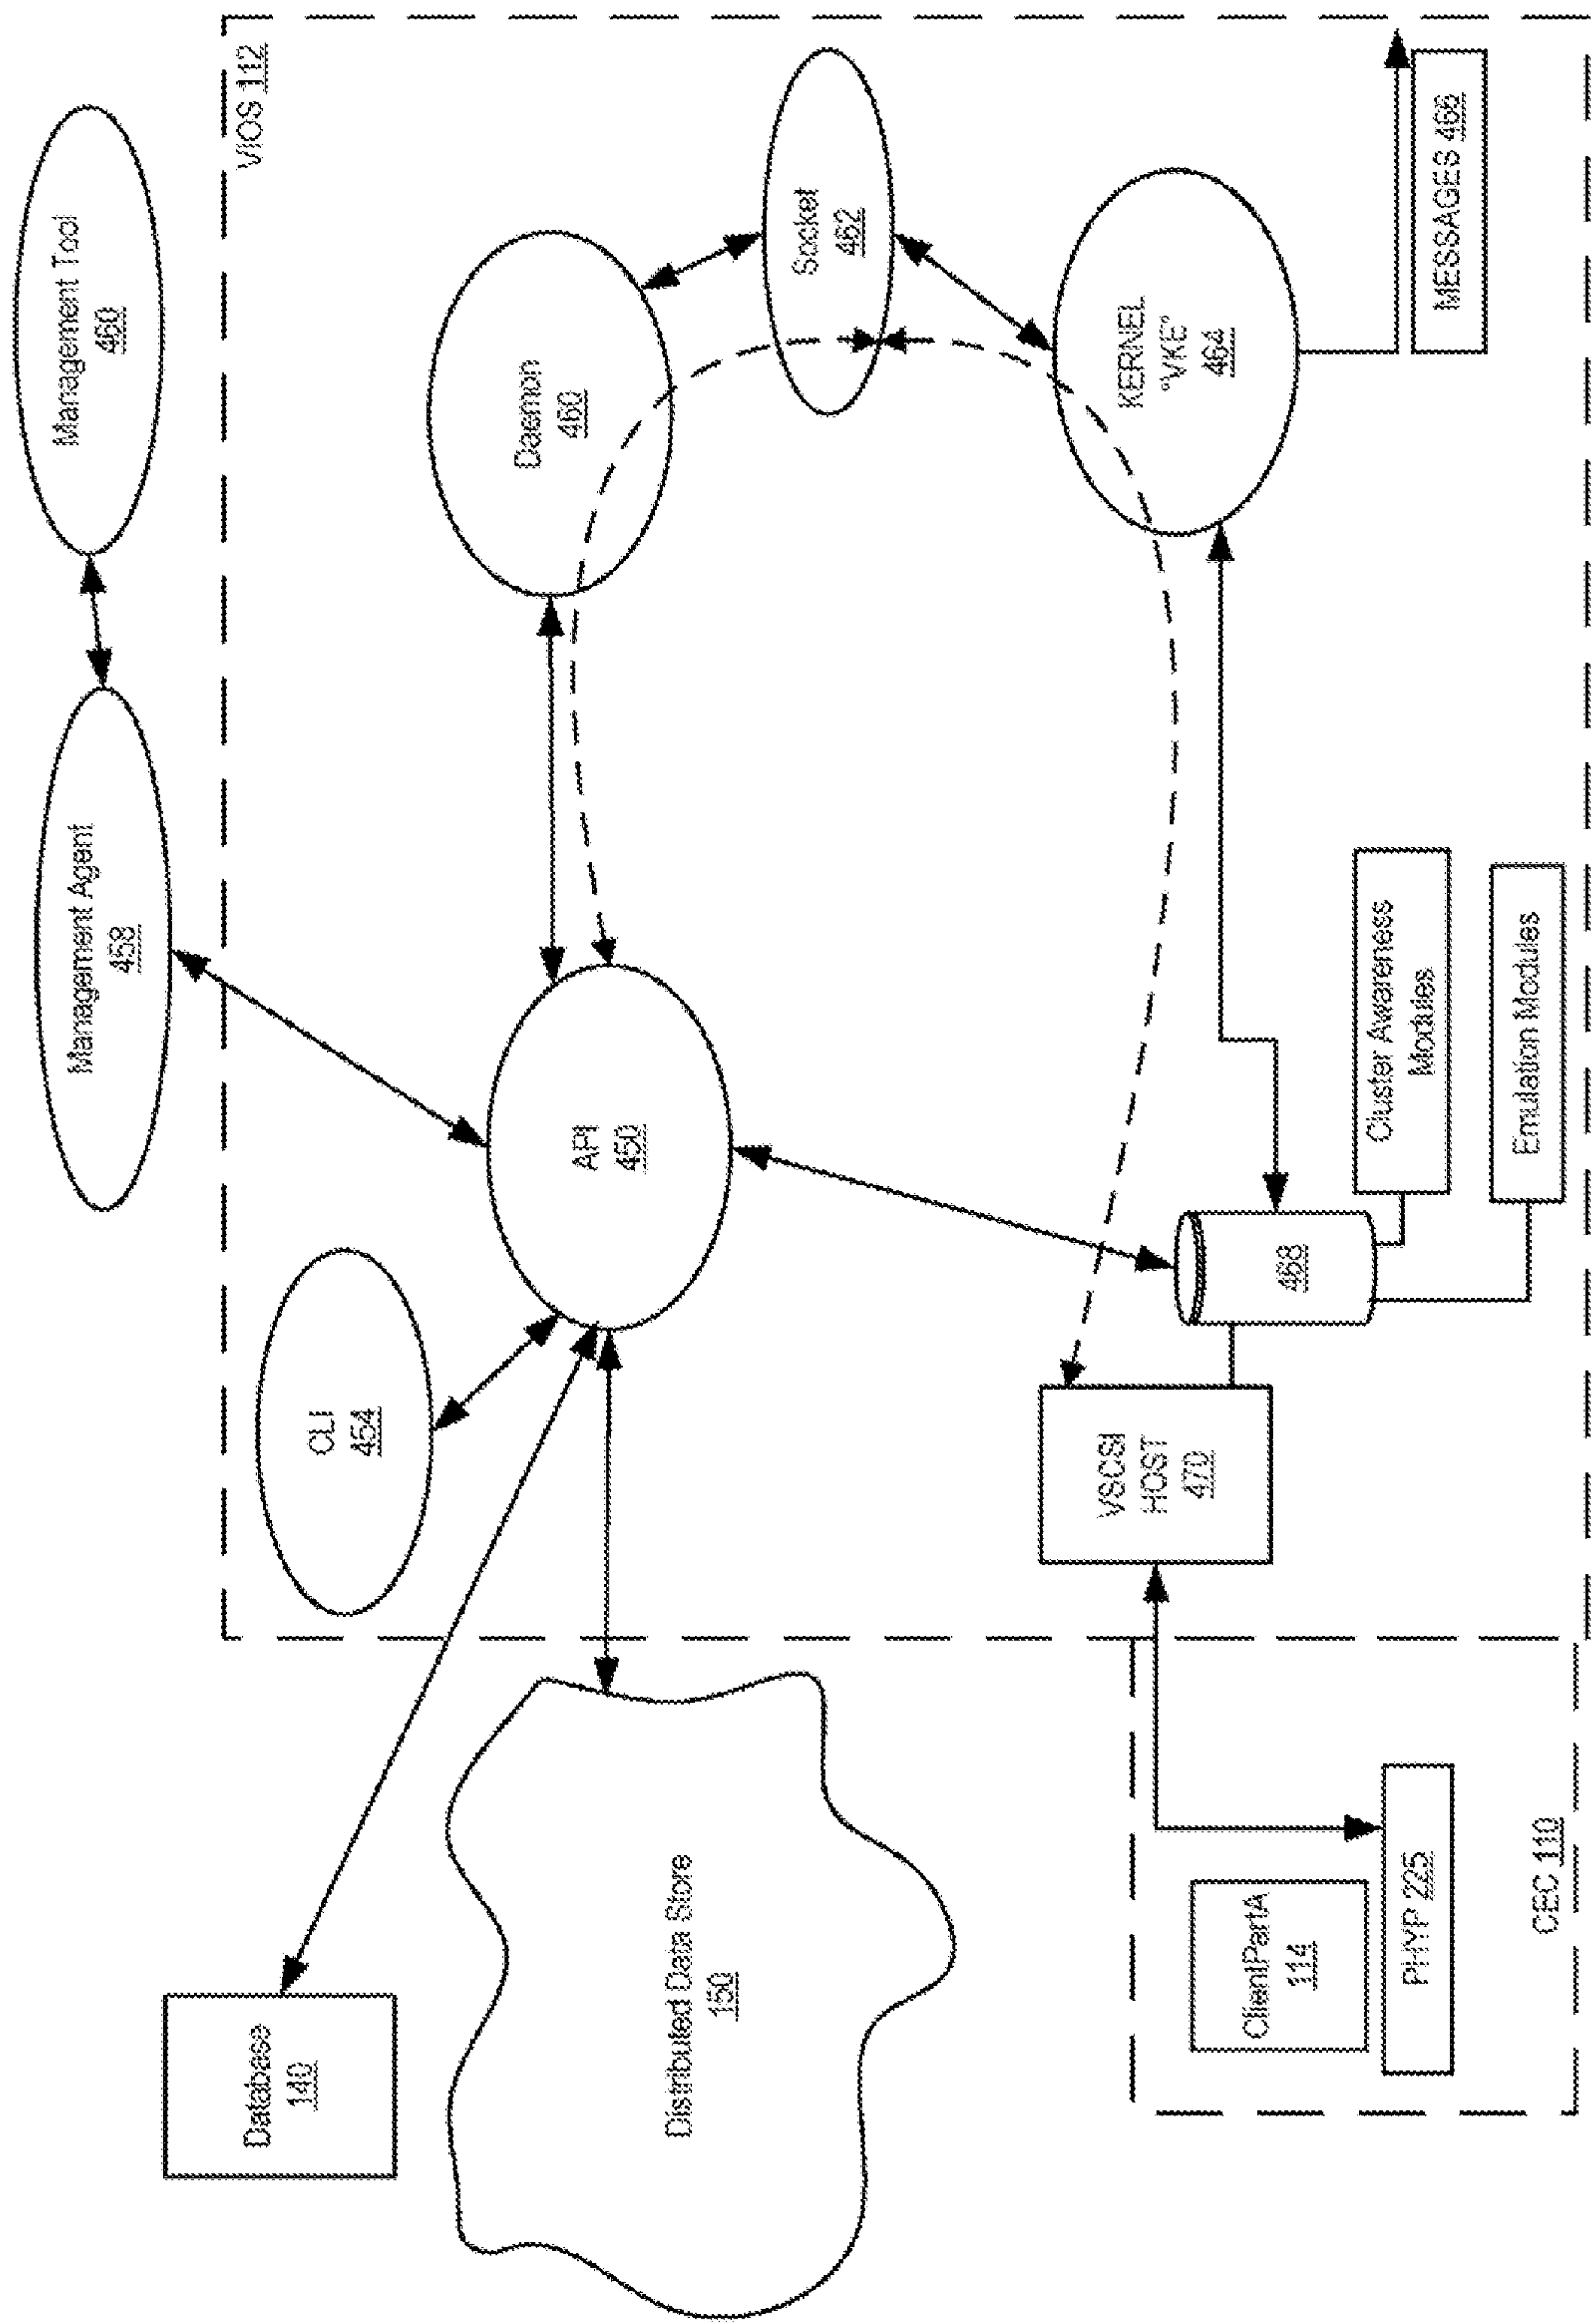 Management Tool
460
Management Agent
458
VIOS 112
CLI
454
API
450
Daemon
460
Socket
462
KERNEL
"VKE"
464
MESSAGES 466
Database
140
Distributed Data Store
150
VSCSI
HOST
470
468
Cluster Awareness
Modules
Emulation Modules
ClientPartA
114
PHYP 225
CEC 110